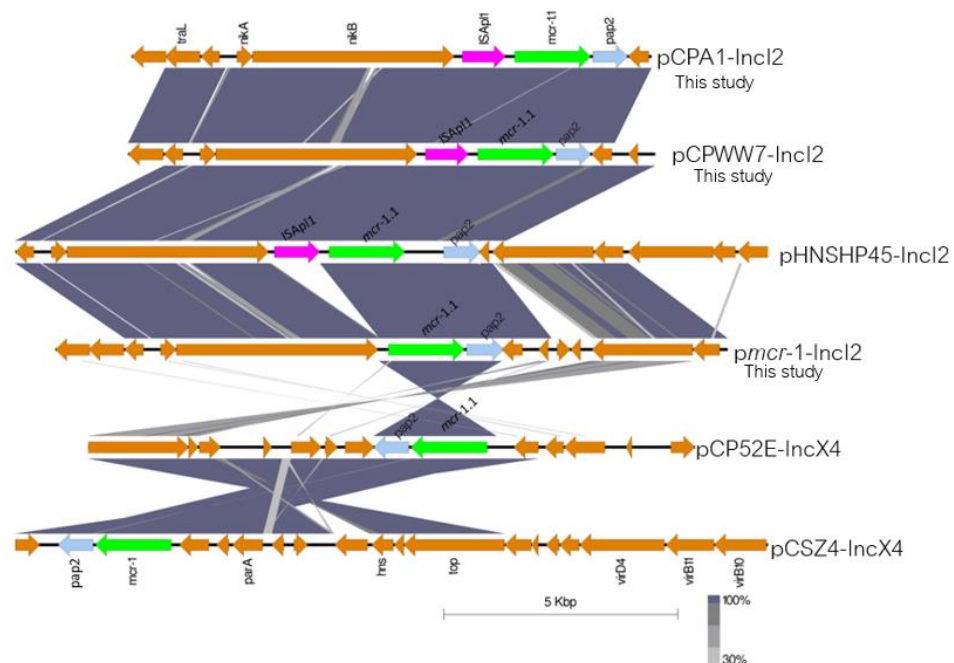 traL nikA nikB ISApl1 mcr-1.1 pap2
pCPA1-IncI2
This study
ISApl1 mcr-1.1 pap2
pCPWW7-IncI2
This study
ISApl1 mcr-1.1 pap2
pHNSHP45-IncI2
mcr-1.1 pap2
pmcr-1-IncI2
This study
pap2 mcr-1.1
pCP52E-IncX4
pCSZ4-IncX4
pap2 mcr-1 parA hns top virD4 virB11 virB10
5 Kbp
100%
30%